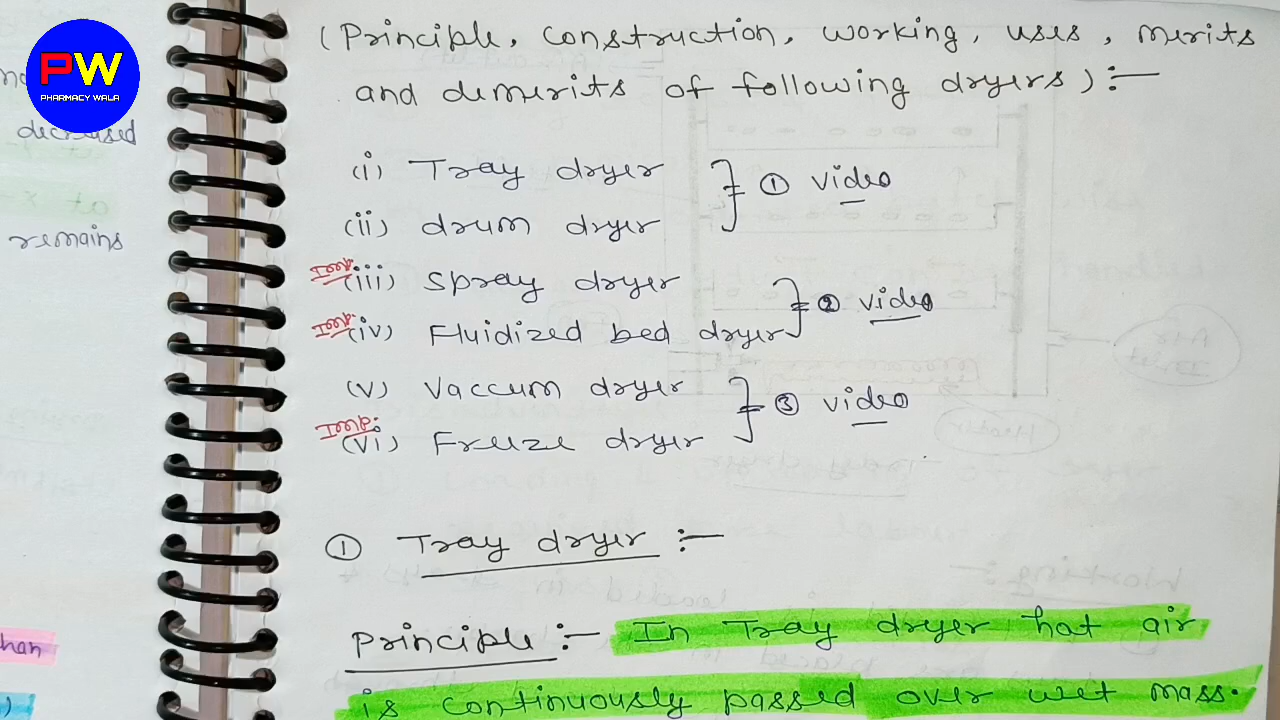 PW
PHARMACY WALA
decreased
remains
han
(Principle, construction, working, uses, merits
and demerits of following dryers) :—
(i) Tray dryer
(ii) drum dryer
① video
IMP. (iii) Spray dryer
IMP. (iv) Fluidized bed dryer
② video
(v) Vaccum dryer
IMP. (vi) Freeze dryer
③ video
① Tray dryer :—
Principle :— In Tray dryer hot air
is continuously passed over wet mass.